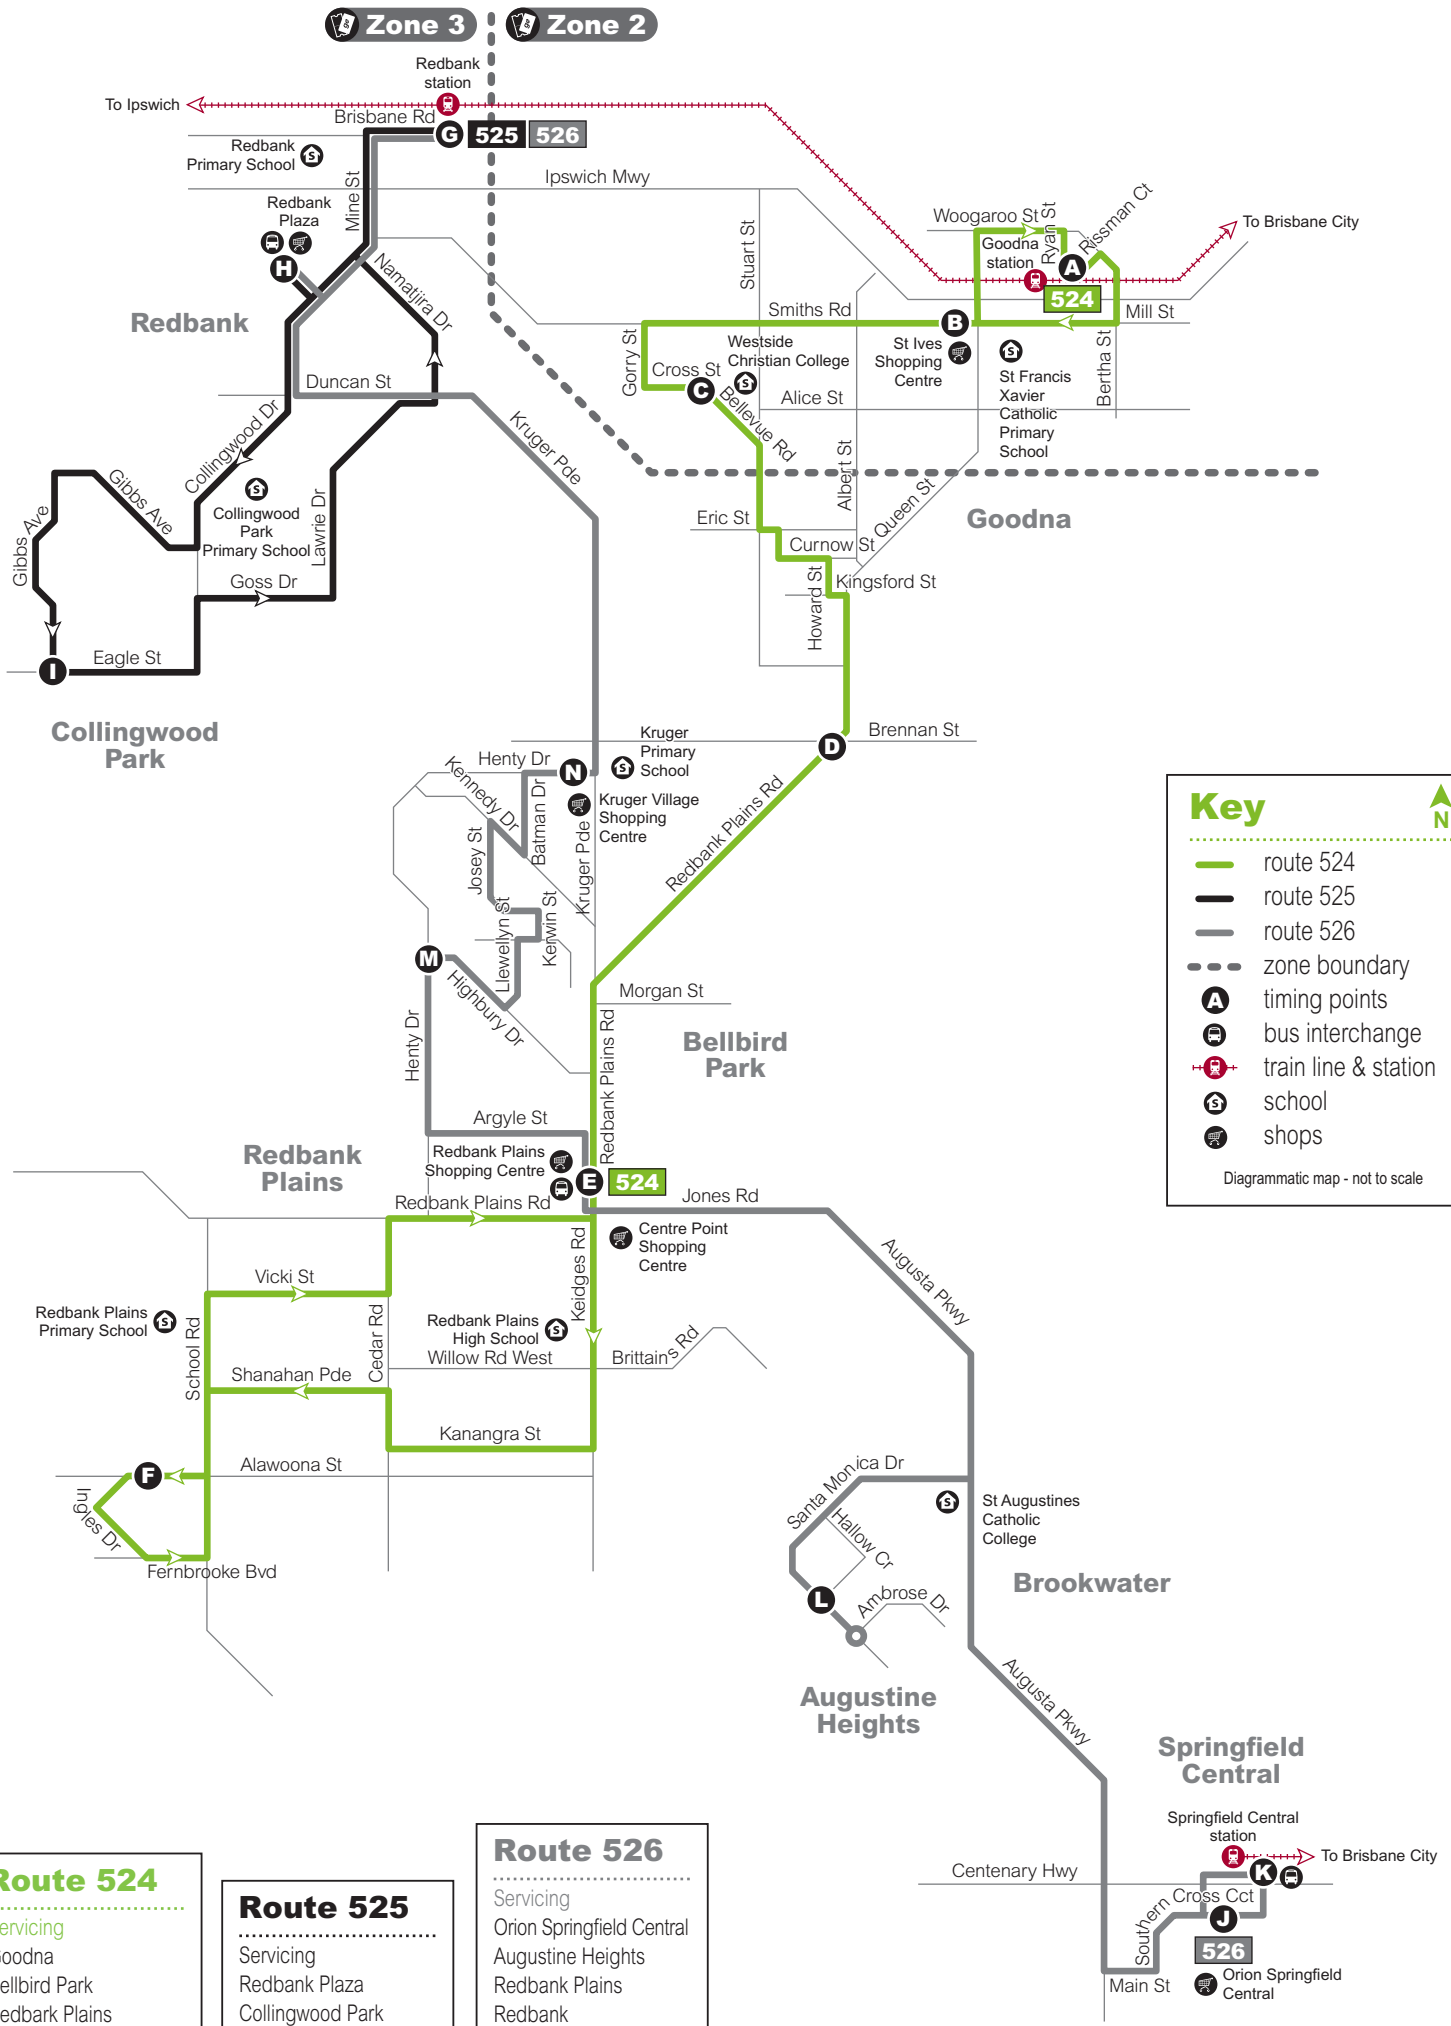 Zone 3
Zone 2
Redbank
station
To Ipswich
Brisbane Rd
G
525
526
Redbank
Primary School
Ipswich Mwy
Mine St
Redbank
Plaza
H
Namatjira Dr
Redbank
Stuart St
Woogaroo St
Ryan St
Rissman Ct
To Brisbane City
Goodna
station
A
524
Smiths Rd
B
Mill St
Gorry St
Westside
Christian College
St Ives
Shopping
Centre
St Francis
Xavier
Catholic
Primary
School
Bertha St
Cross St
C
Bellevue Rd
Alice St
Duncan St
Collingwood Dr
Kruger Pde
Gibbs Ave
Gibbs Ave
Collingwood
Park
Primary School
Lawrie Dr
Albert St
Queen St
Goodna
Eric St
Curnow St
Howard St
Kingsford St
Goss Dr
I
Eagle St
Collingwood
Park
Brennan St
D
Kruger
Primary
School
Henty Dr
N
Kennedy Dr
Batman Dr
Kruger Village
Shopping
Centre
Josey St
Kruger Pde
Redbank Plains Rd
Llewellyn St
Kerwin St
M
Highbury Dr
Morgan St
Henty Dr
Redbank Plains Rd
Bellbird
Park
Key
N
route 524
route 525
route 526
zone boundary
A
timing points
bus interchange
train line & station
school
shops
Diagrammatic map - not to scale
Argyle St
Redbank
Plains
Redbank Plains
Shopping Centre
E
524
Redbank Plains Rd
Jones Rd
Keidges Rd
Centre Point
Shopping
Centre
Augusta Pkwy
Vicki St
Redbank Plains
Primary School
School Rd
Cedar Rd
Redbank Plains
High School
Willow Rd West
Brittains Rd
Shanahan Pde
Kanangra St
F
Alawoona St
Ingles Dr
Fernbrooke Bvd
Santa Monica Dr
Hallow Cr
St Augustines
Catholic
College
L
Ambrose Dr
Brookwater
Augustine
Heights
Augusta Pkwy
Springfield
Central
Springfield Central
station
To Brisbane City
Centenary Hwy
K
Southern Cross Cct
J
526
Main St
Orion Springfield
Central
Route 524
Servicing
Goodna
Bellbird Park
Redbark Plains
Route 525
Servicing
Redbank Plaza
Collingwood Park
Route 526
Servicing
Orion Springfield Central
Augustine Heights
Redbank Plains
Redbank